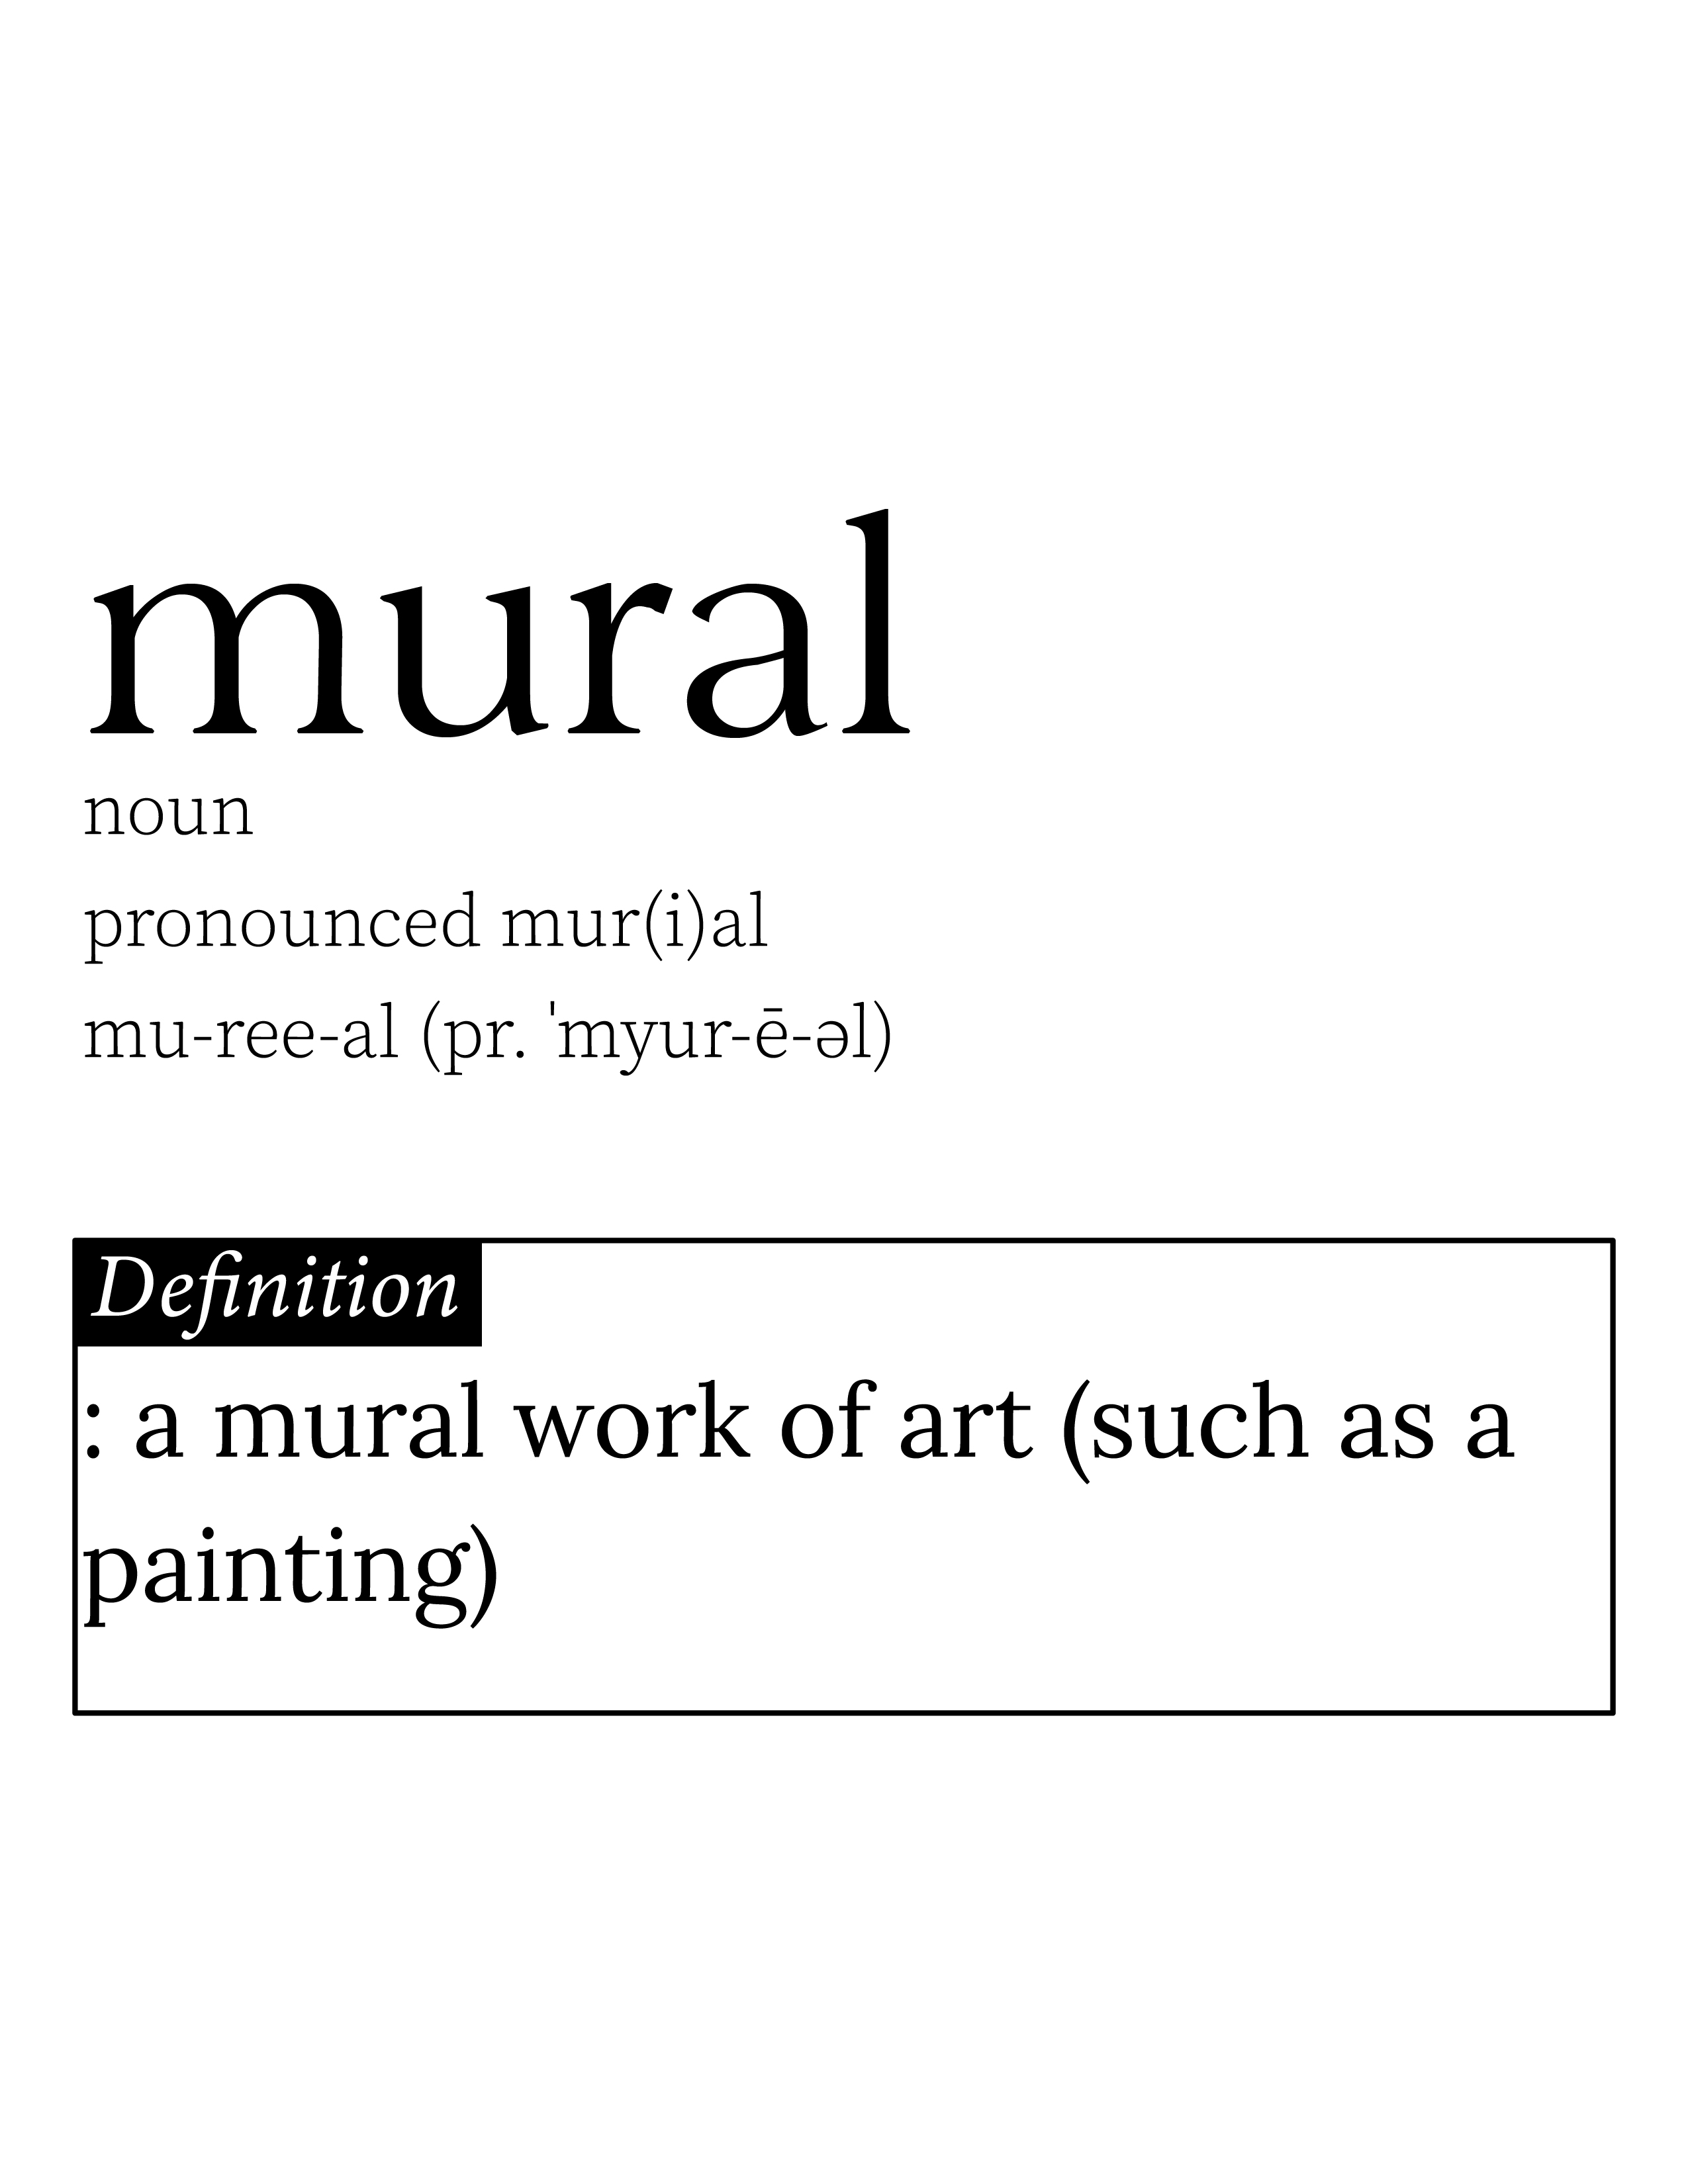 mural
noun
pronounced mur(i)al
mu-ree-al (pr. ˈmyur-ē-əl)
Definition
: a mural work of art (such as a
painting)